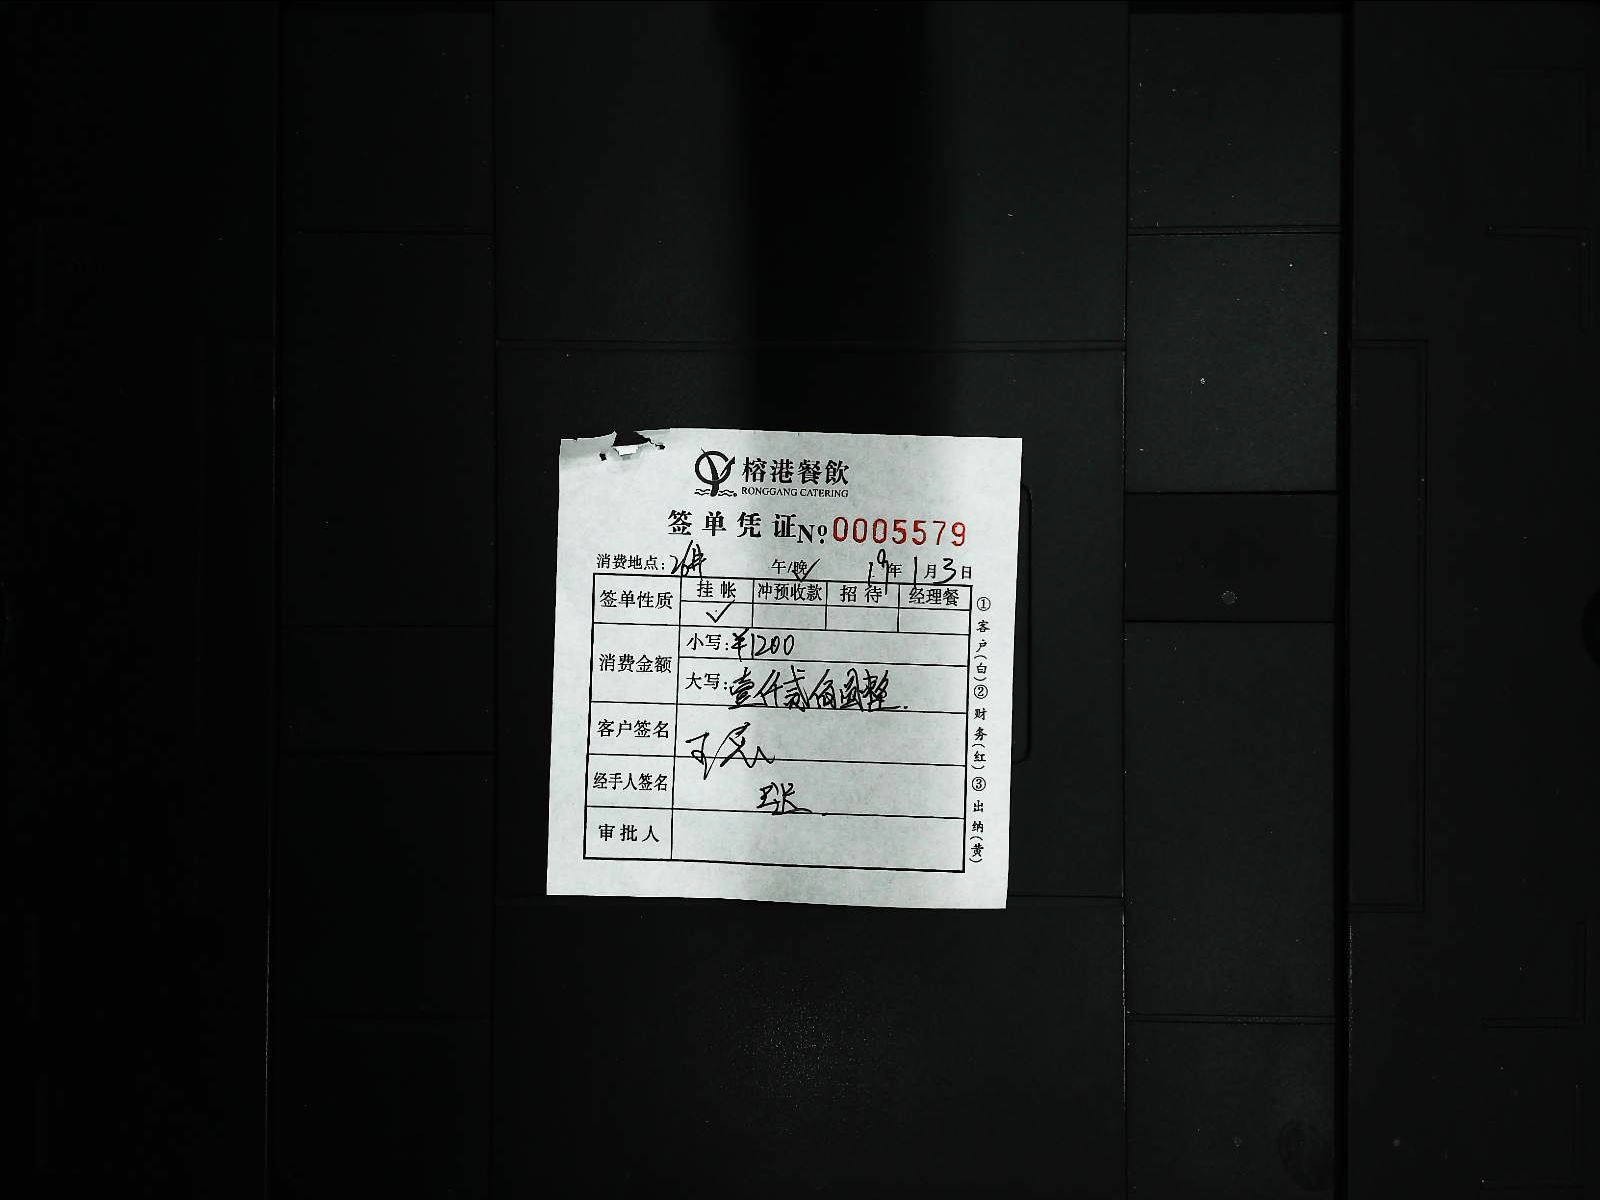 榕港餐飲
RONGGANG CATERING
签单凭证 No 0005579
消费地点: 午/晚 19年1月3日
签单性质 挂帐 冲预收款 招待 经理餐
✓
消费金额 小写:¥1200
大写:壹仟贰佰圆整.
客户签名
经手人签名
审批人
①客户(白)②财务(红)③出纳(黄)